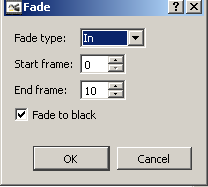 Fade
Fade type: In
Start frame: 0
End frame: 10
Fade to black
OK Cancel